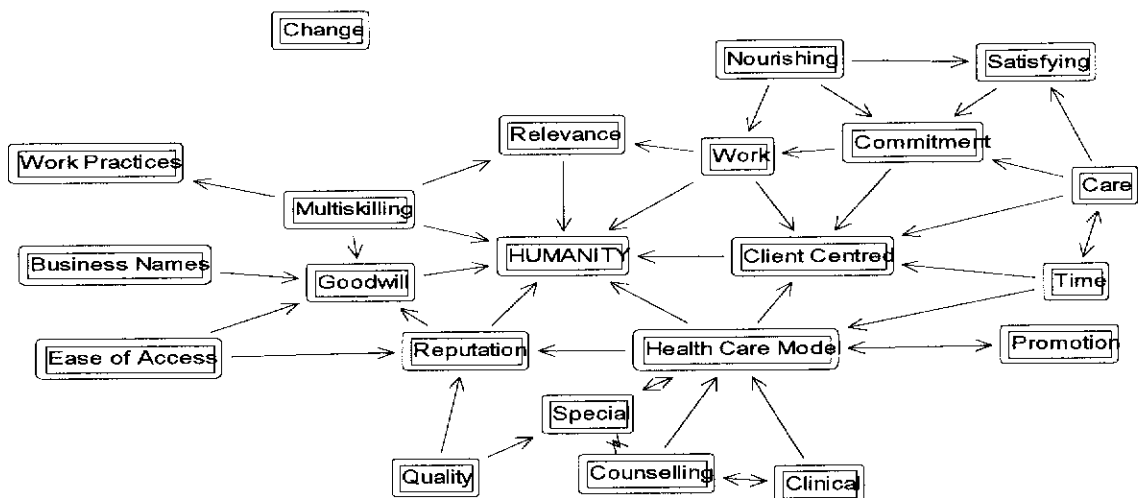 Change
Nourishing
Satisfying
Relevance
Work
Commitment
Work Practices
Care
Multiskilling
Business Names
Goodwill
HUMANITY
Client Centred
Time
Ease of Access
Reputation
Health Care Mode
Promotion
Special
Quality
Counselling
Clinical